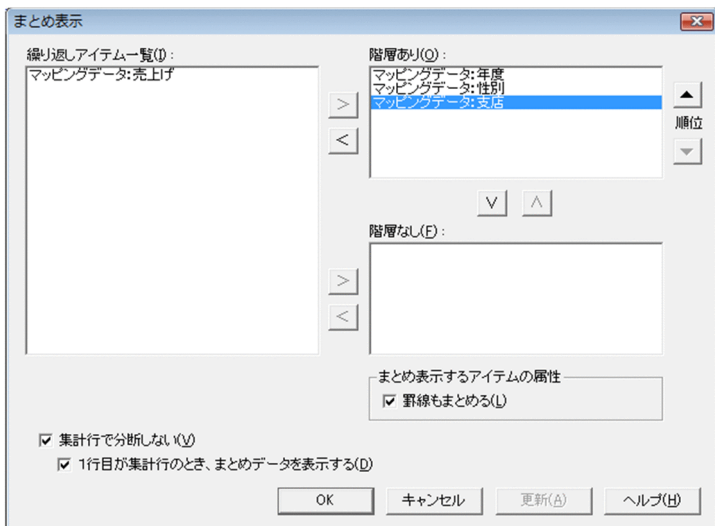 まとめ表示
繰り返しアイテム一覧(I):
マッピングデータ:売上げ
階層あり(O):
マッピングデータ:年度
マッピングデータ:性別
マッピングデータ:支店
>
<
▲
順位
▼
∨ ∧
階層なし(F):
>
<
まとめ表示するアイテムの属性
罫線もまとめる(L)
集計行で分断しない(V)
1行目が集計行のとき、まとめデータを表示する(D)
OK キャンセル 更新(A) ヘルプ(H)